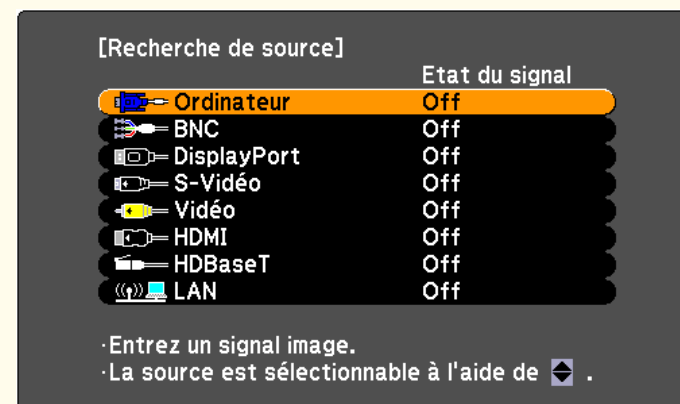 [Recherche de source]
Etat du signal
Ordinateur Off
BNC Off
DisplayPort Off
S-Vidéo Off
Vidéo Off
HDMI Off
HDBaseT Off
LAN Off
·Entrez un signal image.
·La source est sélectionnable à l'aide de .